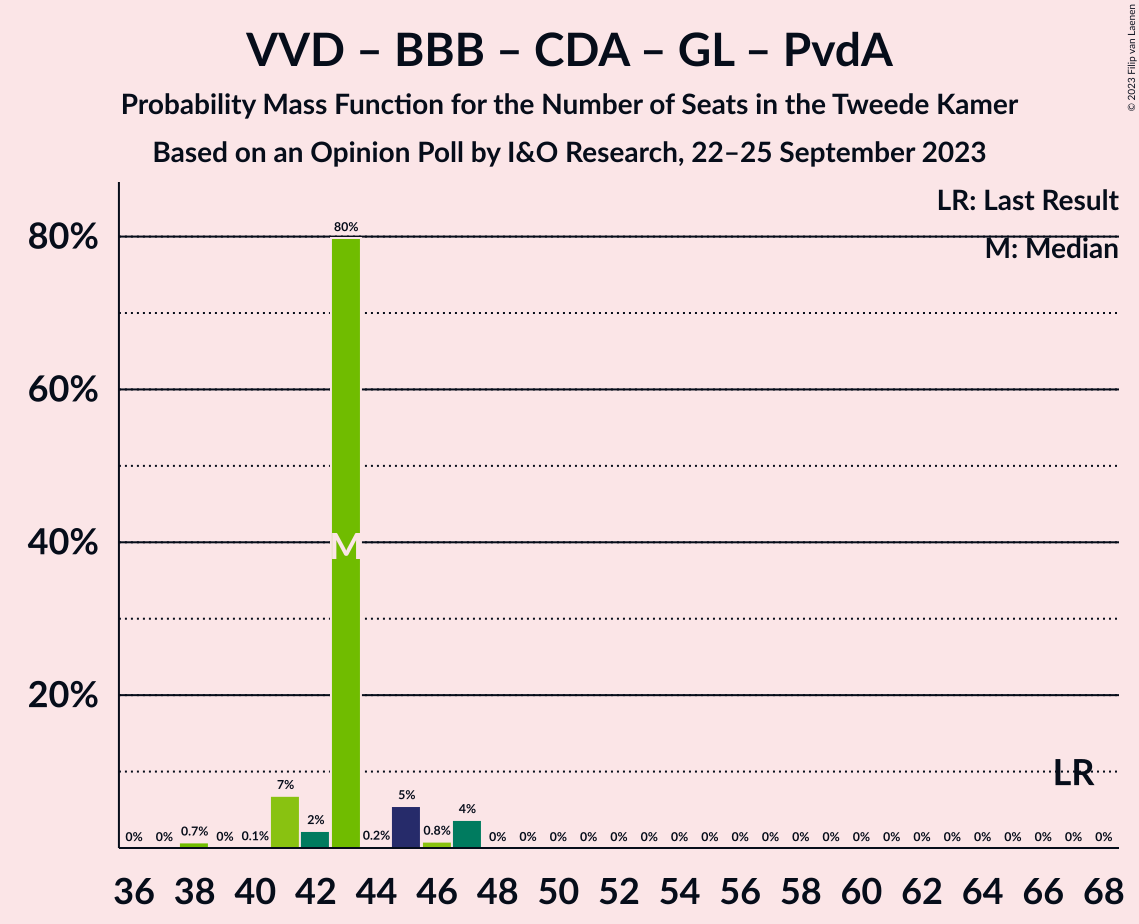 VVD – BBB – CDA – GL – PvdA
Probability Mass Function for the Number of Seats in the Tweede Kamer
Based on an Opinion Poll by I&O Research, 22–25 September 2023
© 2023 Filip van Laenen
LR: Last Result
M: Median
80%
60%
40%
20%
80%
M
LR
0% 0% 0.7% 0% 0.1% 7% 2% 0.2% 5% 0.8% 4% 0% 0% 0% 0% 0% 0% 0% 0% 0% 0% 0% 0% 0% 0% 0% 0% 0% 0% 0% 0% 0%
36 38 40 42 44 46 48 50 52 54 56 58 60 62 64 66 68